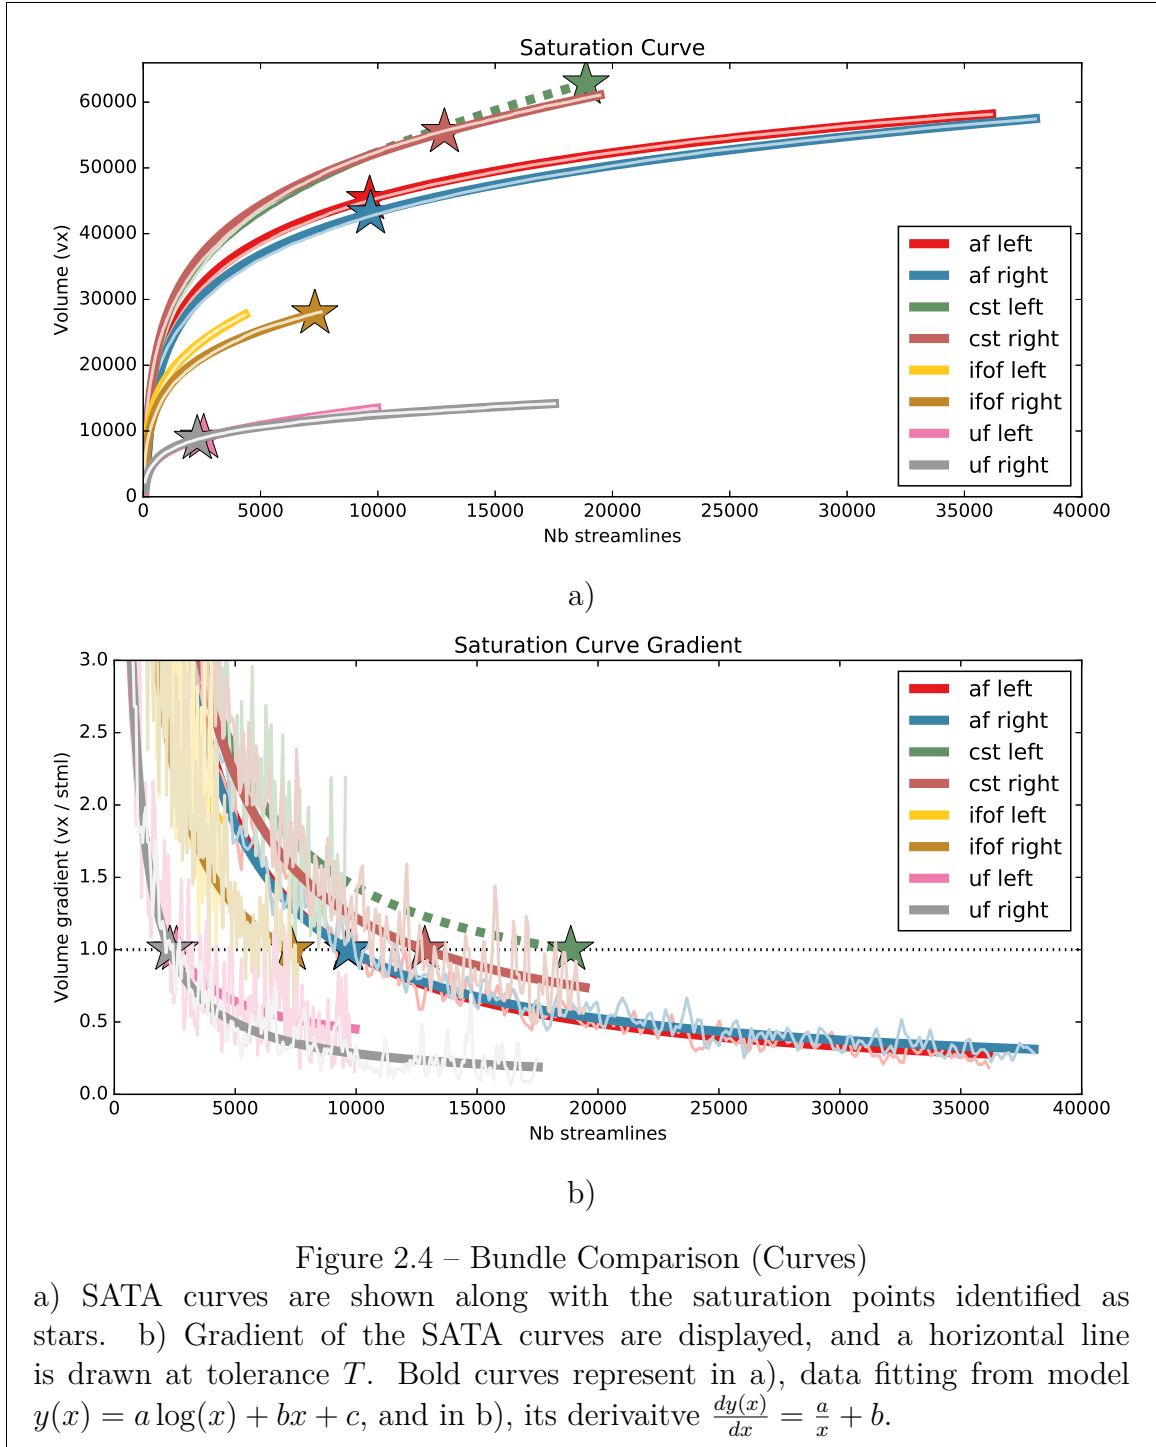 Saturation Curve
60000
50000
40000
30000
20000
10000
0
Volume (vx)
af left
af right
cst left
cst right
ifof left
ifof right
uf left
uf right
0 5000 10000 15000 20000 25000 30000 35000 40000
Nb streamlines
a)
Saturation Curve Gradient
3.0
2.5
2.0
1.5
1.0
0.5
0.0
Volume gradient (vx / stml)
af left
af right
cst left
cst right
ifof left
ifof right
uf left
uf right
0 5000 10000 15000 20000 25000 30000 35000 40000
Nb streamlines
b)
Figure 2.4 – Bundle Comparison (Curves)
a) SATA curves are shown along with the saturation points identified as
stars. b) Gradient of the SATA curves are displayed, and a horizontal line
is drawn at tolerance T. Bold curves represent in a), data fitting from model
y(x) = a log(x) + bx + c, and in b), its derivaitve dy(x)/dx = a/x + b.